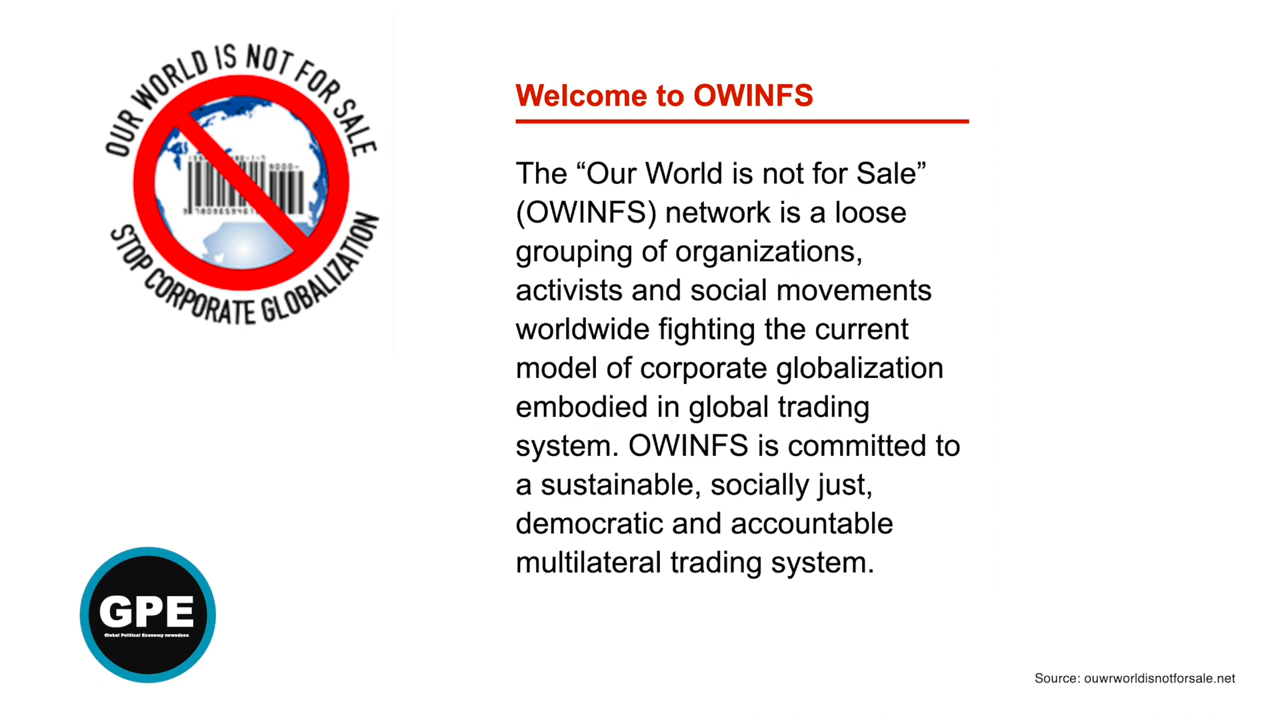 OUR WORLD IS NOT FOR SALE
STOP CORPORATE GLOBALIZATION
Welcome to OWINFS
The “Our World is not for Sale”
(OWINFS) network is a loose
grouping of organizations,
activists and social movements
worldwide fighting the current
model of corporate globalization
embodied in global trading
system. OWINFS is committed to
a sustainable, socially just,
democratic and accountable
multilateral trading system.
GPE
Global Political Economy newsdocs
Source: ouwrworldisnotforsale.net